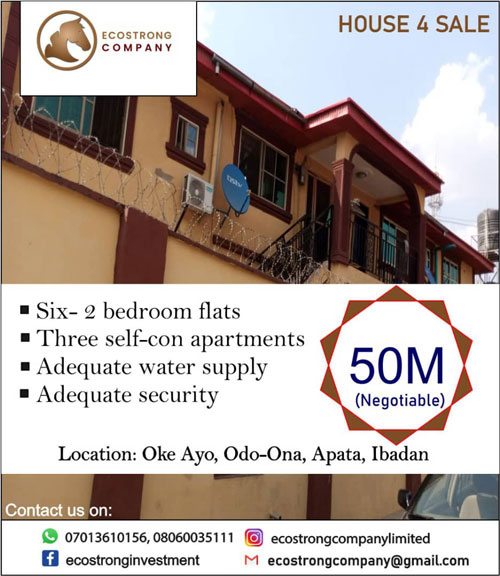 ECOSTRONG
COMPANY
HOUSE 4 SALE
Six- 2 bedroom flats
Three self-con apartments
Adequate water supply
Adequate security
50M
(Negotiable)
Location: Oke Ayo, Odo-Ona, Apata, Ibadan
Contact us on:
07013610156, 08060035111
ecostrongcompanylimited
ecostronginvestment
ecostrongcompany@gmail.com